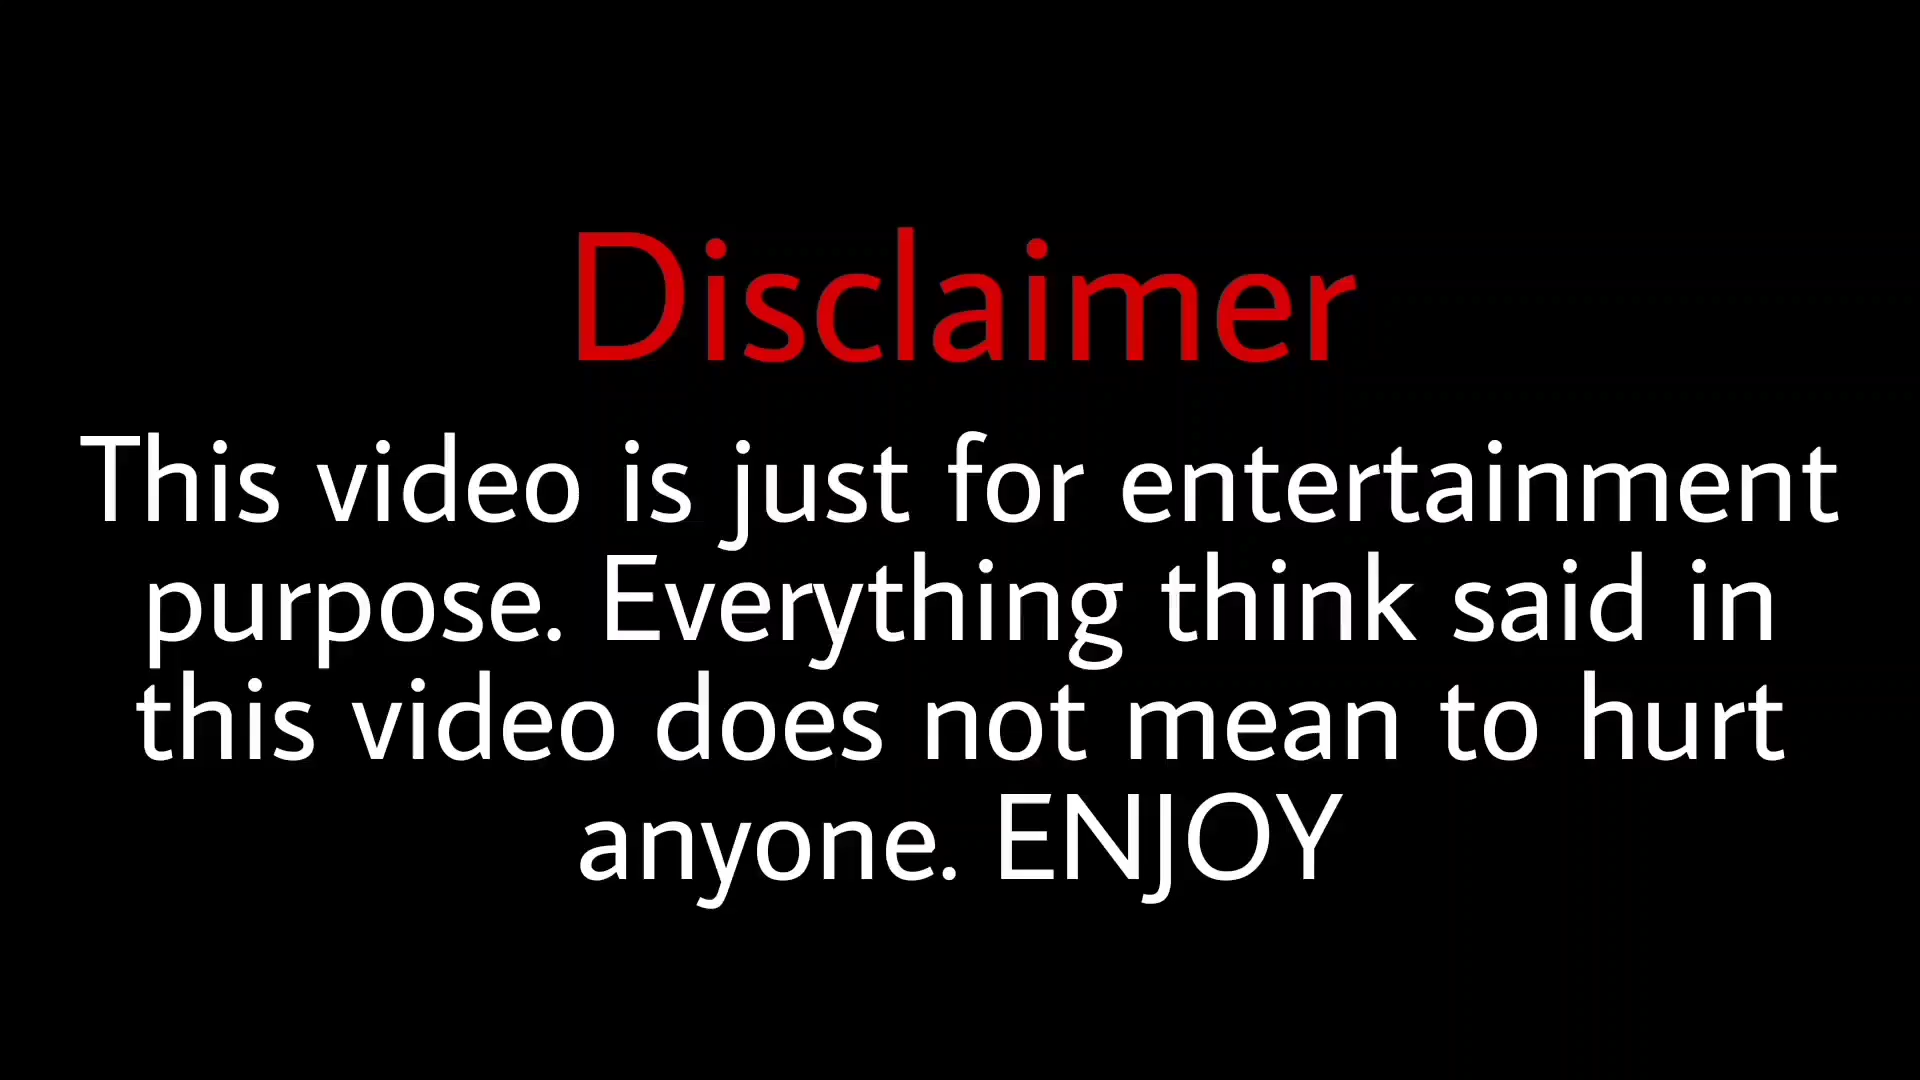 Disclaimer
This video is just for entertainment
purpose. Everything think said in
this video does not mean to hurt
anyone. ENJOY